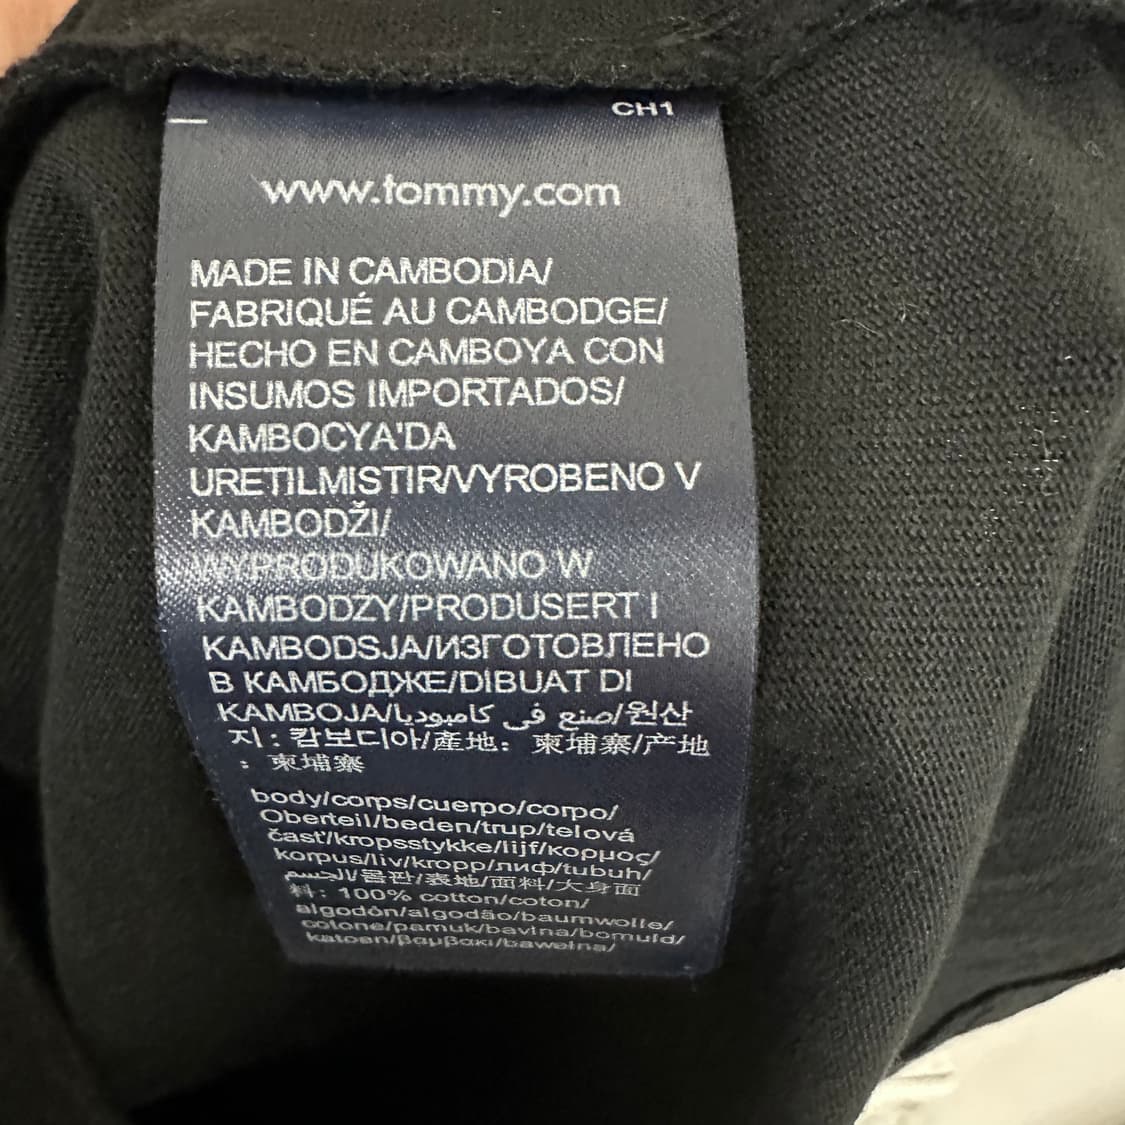 CH1
www.tommy.com
MADE IN CAMBODIA/
FABRIQUÉ AU CAMBODGE/
HECHO EN CAMBOYA CON
INSUMOS IMPORTADOS/
KAMBOCYA'DA
URETILMISTIR/VYROBENO V
KAMBODŽI/
WYPRODUKOWANO W
KAMBODŻY/PRODUSERT I
KAMBODSJA/ИЗГОТОВЛЕНО
В КАМБОДЖЕ/DIBUAT DI
KAMBOJA/صنع في كامبوديا/원산
지 : 캄보디아/產地：柬埔寨/产地
：柬埔寨
body/corps/cuerpo/corpo/
Oberteil/beden/trup/telová
časť/kropsstykke/lijf/κορμος/
korpus/liv/kropp/лиф/tubuh/
الجسم/몸판/表地/面料/大身面
料: 100% cotton/coton/
algodón/algodão/baumwolle/
cotone/pamuk/bavlna/bomuld/
katoen/βαμβακι/bawełna/